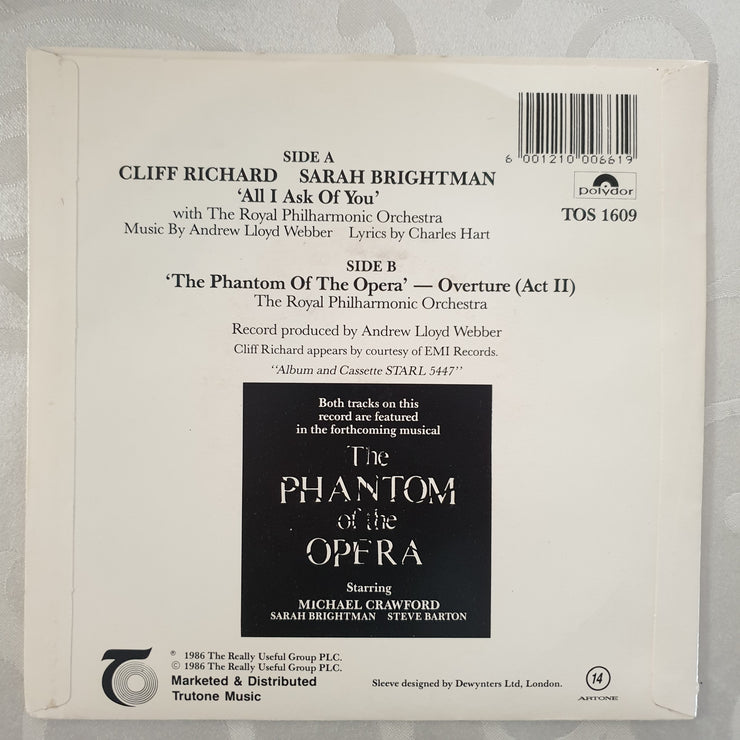 6 001210 006619
polydor
TOS 1609
SIDE A
CLIFF RICHARD SARAH BRIGHTMAN
‘All I Ask Of You’
with The Royal Philharmonic Orchestra
Music By Andrew Lloyd Webber Lyrics by Charles Hart
SIDE B
‘The Phantom Of The Opera’ — Overture (Act II)
The Royal Philharmonic Orchestra
Record produced by Andrew Lloyd Webber
Cliff Richard appears by courtesy of EMI Records.
“Album and Cassette STARL 5447”
Both tracks on this
record are featured
in the forthcoming musical
The
PHANTOM
of the
OPERA
Starring
MICHAEL CRAWFORD
SARAH BRIGHTMAN STEVE BARTON
℗ 1986 The Really Useful Group PLC.
© 1986 The Really Useful Group PLC.
Marketed & Distributed
Trutone Music
Sleeve designed by Dewynters Ltd, London.
14
ARTONE